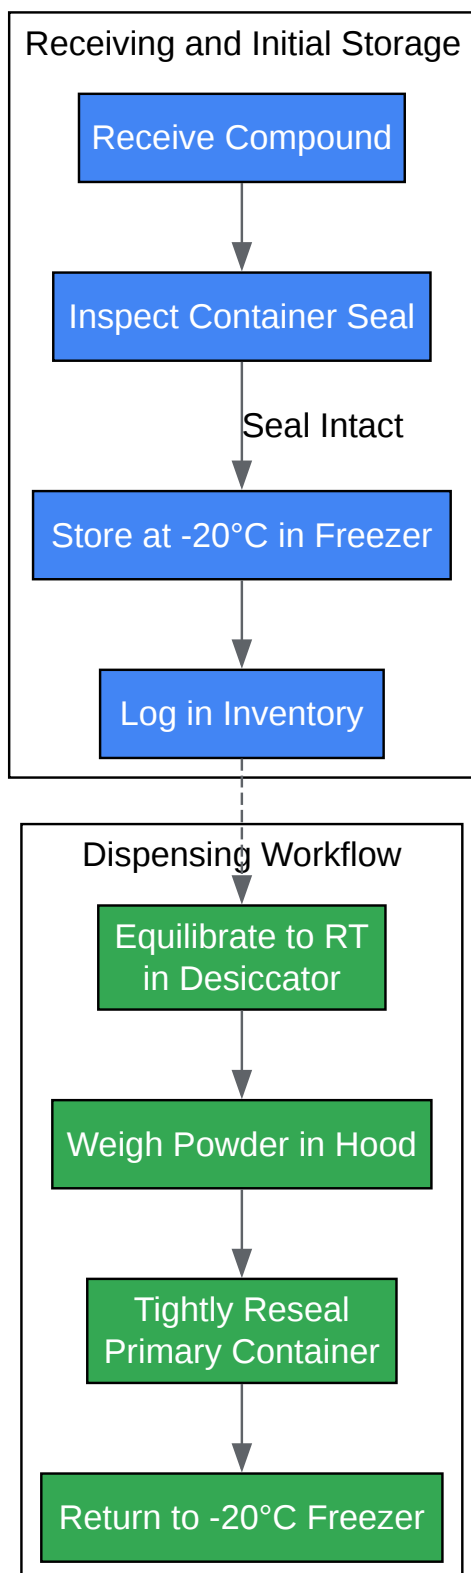 Receiving and Initial Storage
Receive Compound
Inspect Container Seal
Seal Intact
Store at -20°C in Freezer
Log in Inventory
Dispensing Workflow
Equilibrate to RT
in Desiccator
Weigh Powder in Hood
Tightly Reseal
Primary Container
Return to -20°C Freezer